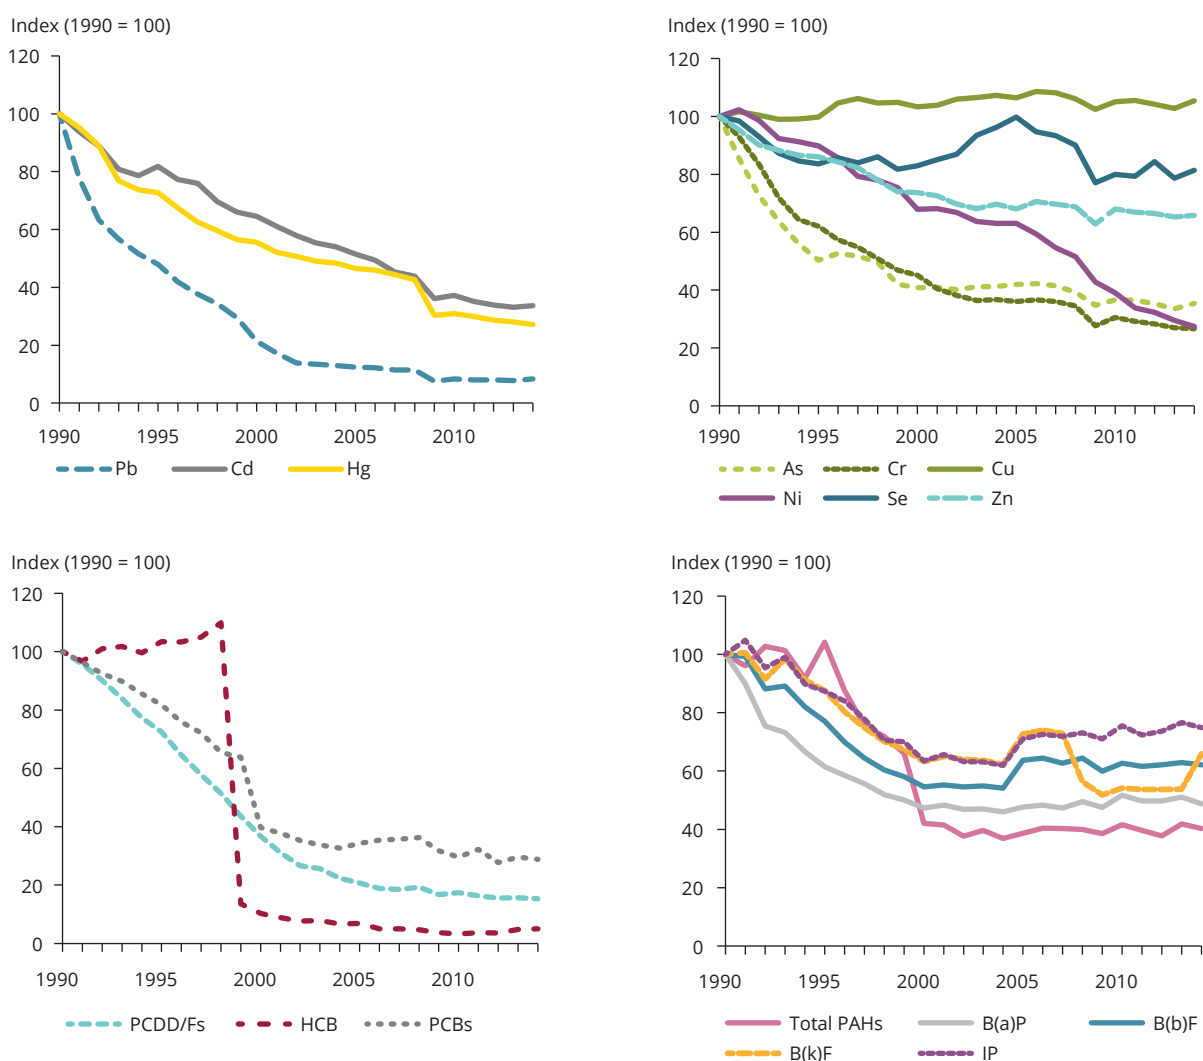 Index (1990 = 100)
120
100
80
60
40
20
0
1990 1995 2000 2005 2010
Pb Cd Hg
Index (1990 = 100)
120
100
80
60
40
20
0
1990 1995 2000 2005 2010
As Cr Cu
Ni Se Zn
Index (1990 = 100)
120
100
80
60
40
20
0
1990 1995 2000 2005 2010
PCDD/Fs HCB PCBs
Index (1990 = 100)
120
100
80
60
40
20
0
1990 1995 2000 2005 2010
Total PAHs B(a)P B(b)F
B(k)F IP